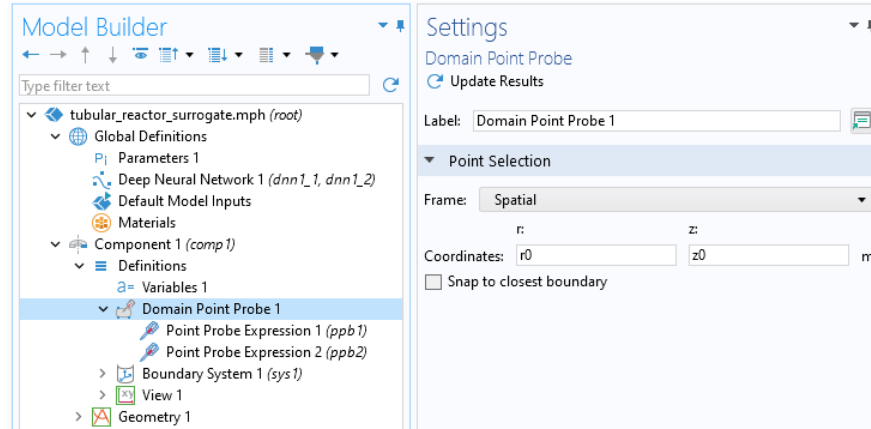 Model Builder
Type filter text
tubular_reactor_surrogate.mph (root)
Global Definitions
Pi Parameters 1
Deep Neural Network 1 (dnn1_1, dnn1_2)
Default Model Inputs
Materials
Component 1 (comp1)
Definitions
a= Variables 1
Domain Point Probe 1
Point Probe Expression 1 (ppb1)
Point Probe Expression 2 (ppb2)
Boundary System 1 (sys1)
xy View 1
Geometry 1
Settings
Domain Point Probe
Update Results
Label: Domain Point Probe 1
Point Selection
Frame: Spatial
r: z:
Coordinates: r0 z0 m
Snap to closest boundary